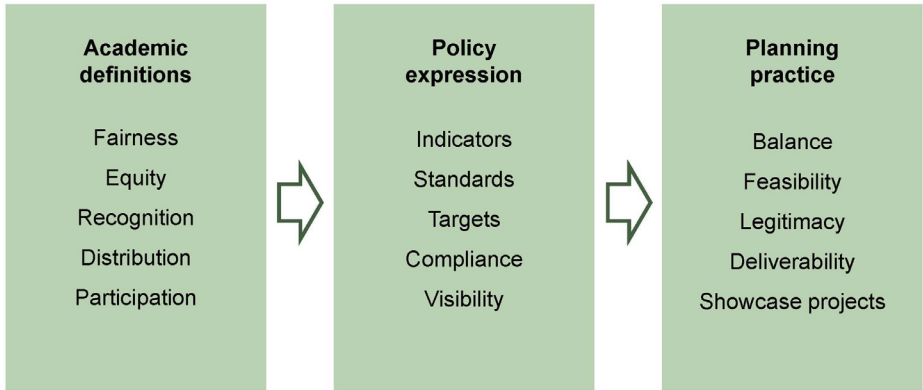 Academic
definitions
Fairness
Equity
Recognition
Distribution
Participation
Policy
expression
Indicators
Standards
Targets
Compliance
Visibility
Planning
practice
Balance
Feasibility
Legitimacy
Deliverability
Showcase projects